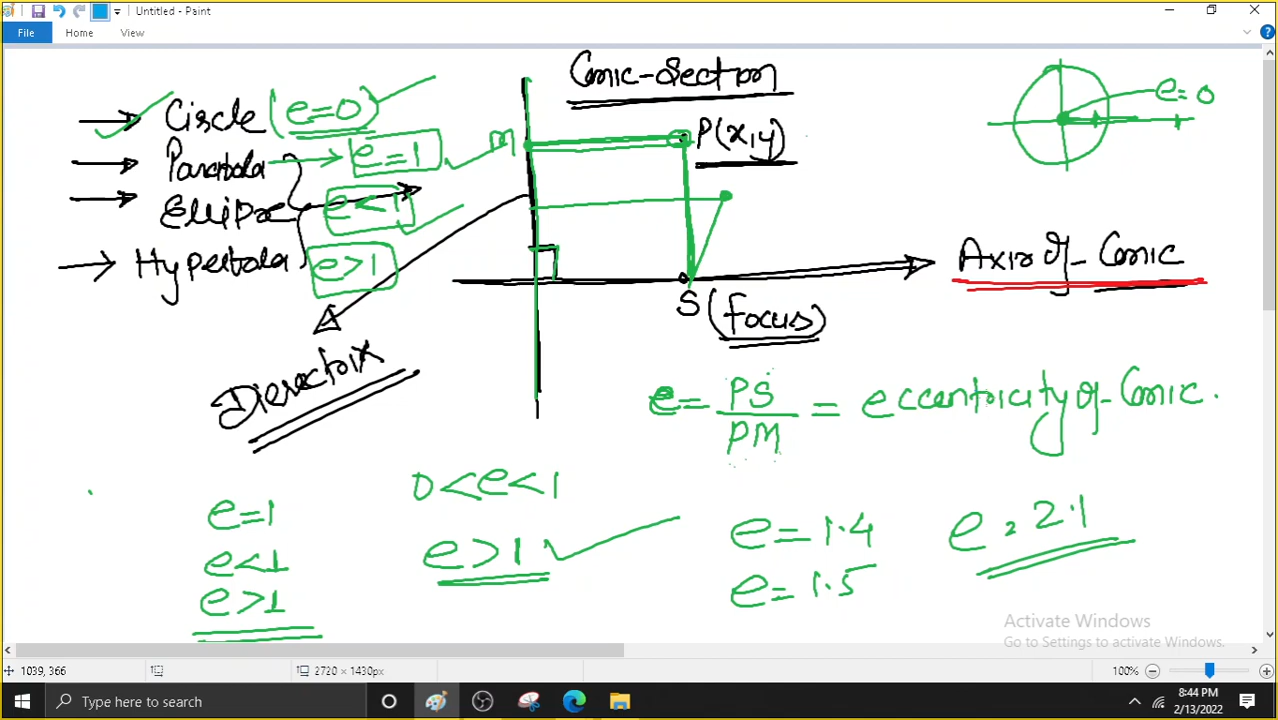 Untitled - Paint
File Home View
Conic-Section
Circle (e=0)
e=0
Parabola e=1
M
P(x,y)
Ellipse e<1
Hyperbola e>1
Axis of Conic
S (Focus)
Directrix
e = PS/PM = eccentricity of Conic.
0<e<1
e=1
e>1
e=1.4
e=2.1
e<1
e=1.5
e>1
Activate Windows
Go to Settings to activate Windows.
1039, 366
2720 × 1430px
100%
Type here to search
8:44 PM
2/13/2022